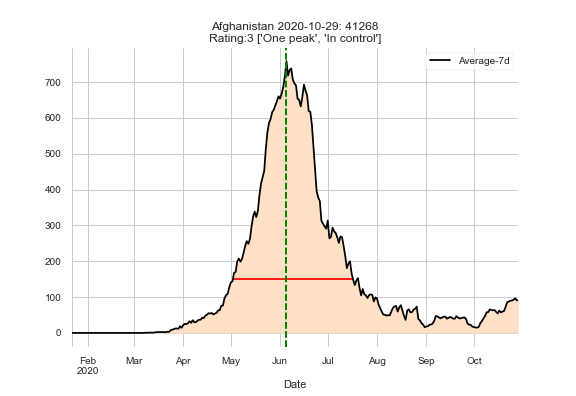 Afghanistan 2020-10-29: 41268
Rating:3 ['One peak', 'In control']
Average-7d
700
600
500
400
300
200
100
0
Feb Mar Apr May Jun Jul Aug Sep Oct
2020
Date